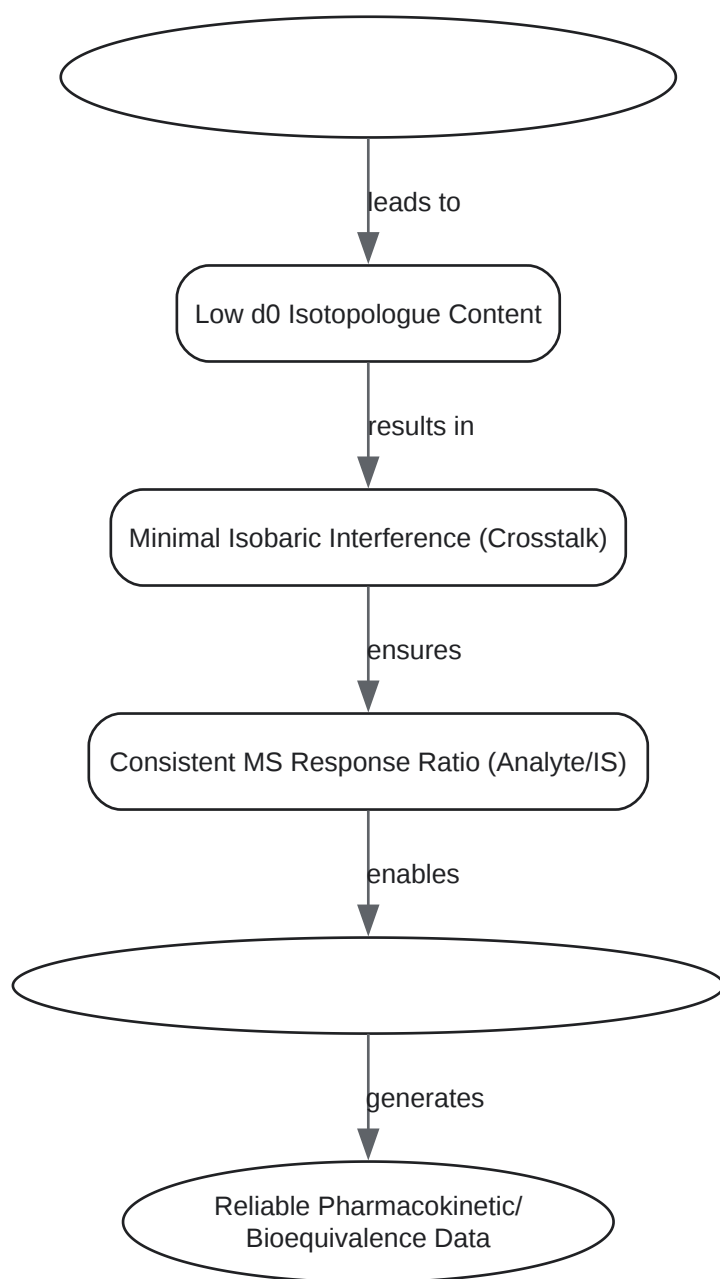 leads to
Low d0 Isotopologue Content
results in
Minimal Isobaric Interference (Crosstalk)
ensures
Consistent MS Response Ratio (Analyte/IS)
enables
generates
Reliable Pharmacokinetic/
Bioequivalence Data